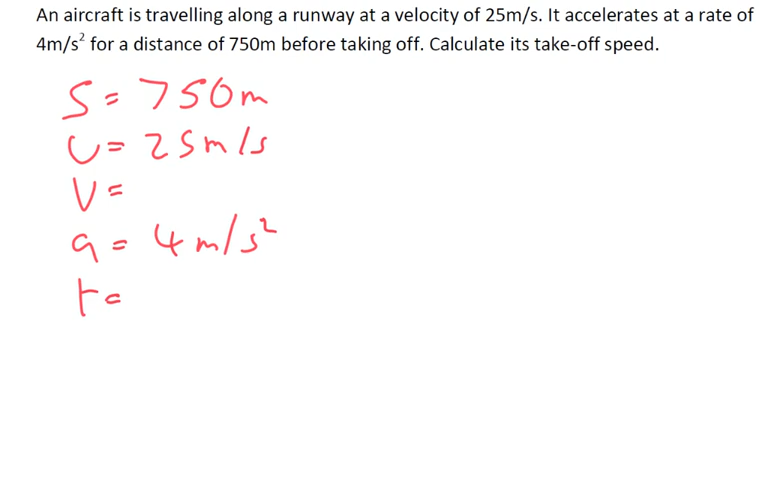 An aircraft is travelling along a runway at a velocity of 25m/s. It accelerates at a rate of
4m/s² for a distance of 750m before taking off. Calculate its take-off speed.
S = 750m
U = 25m/s
V =
a = 4m/s²
t =